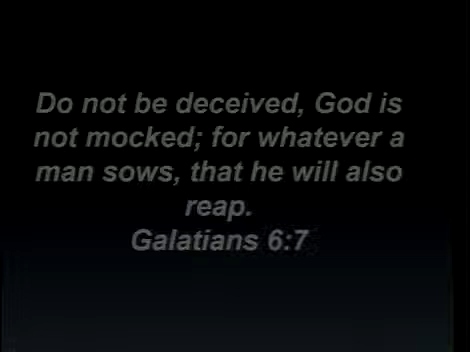 Do not be deceived, God is
not mocked; for whatever a
man sows, that he will also
reap.
Galatians 6:7